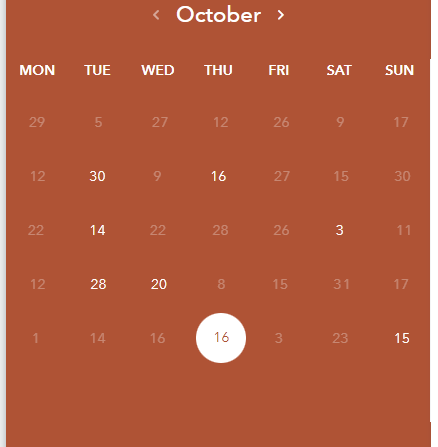 ‹ October ›
MON TUE WED THU FRI SAT SUN
29 5 27 12 26 9 17
12 30 9 16 27 15 30
22 14 22 28 26 3 11
12 28 20 8 15 31 17
1 14 16 16 3 23 15